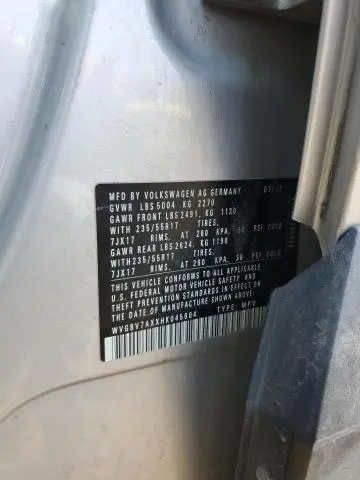 MFD BY VOLKSWAGEN AG GERMANY
GVWR LBS 5004 KG 2270
GAWR FRONT LBS 2491, KG 1130
WITH 235/55R17 TIRES,
7JX17 RIMS, AT 260 KPA, 38 PSI COLD
GAWR REAR LBS 2624, KG 1190
WITH 235/55R17 TIRES,
7JX17 RIMS, AT 260 KPA, 38 PSI COLD
THIS VEHICLE CONFORMS TO ALL APPLICABLE
U.S. FEDERAL MOTOR VEHICLE SAFETY
STANDARDS IN EFFECT ON
THE DATE OF MANUFACTURE SHOWN ABOVE
WVGBV7AXXHK045604 TYPE: MPV